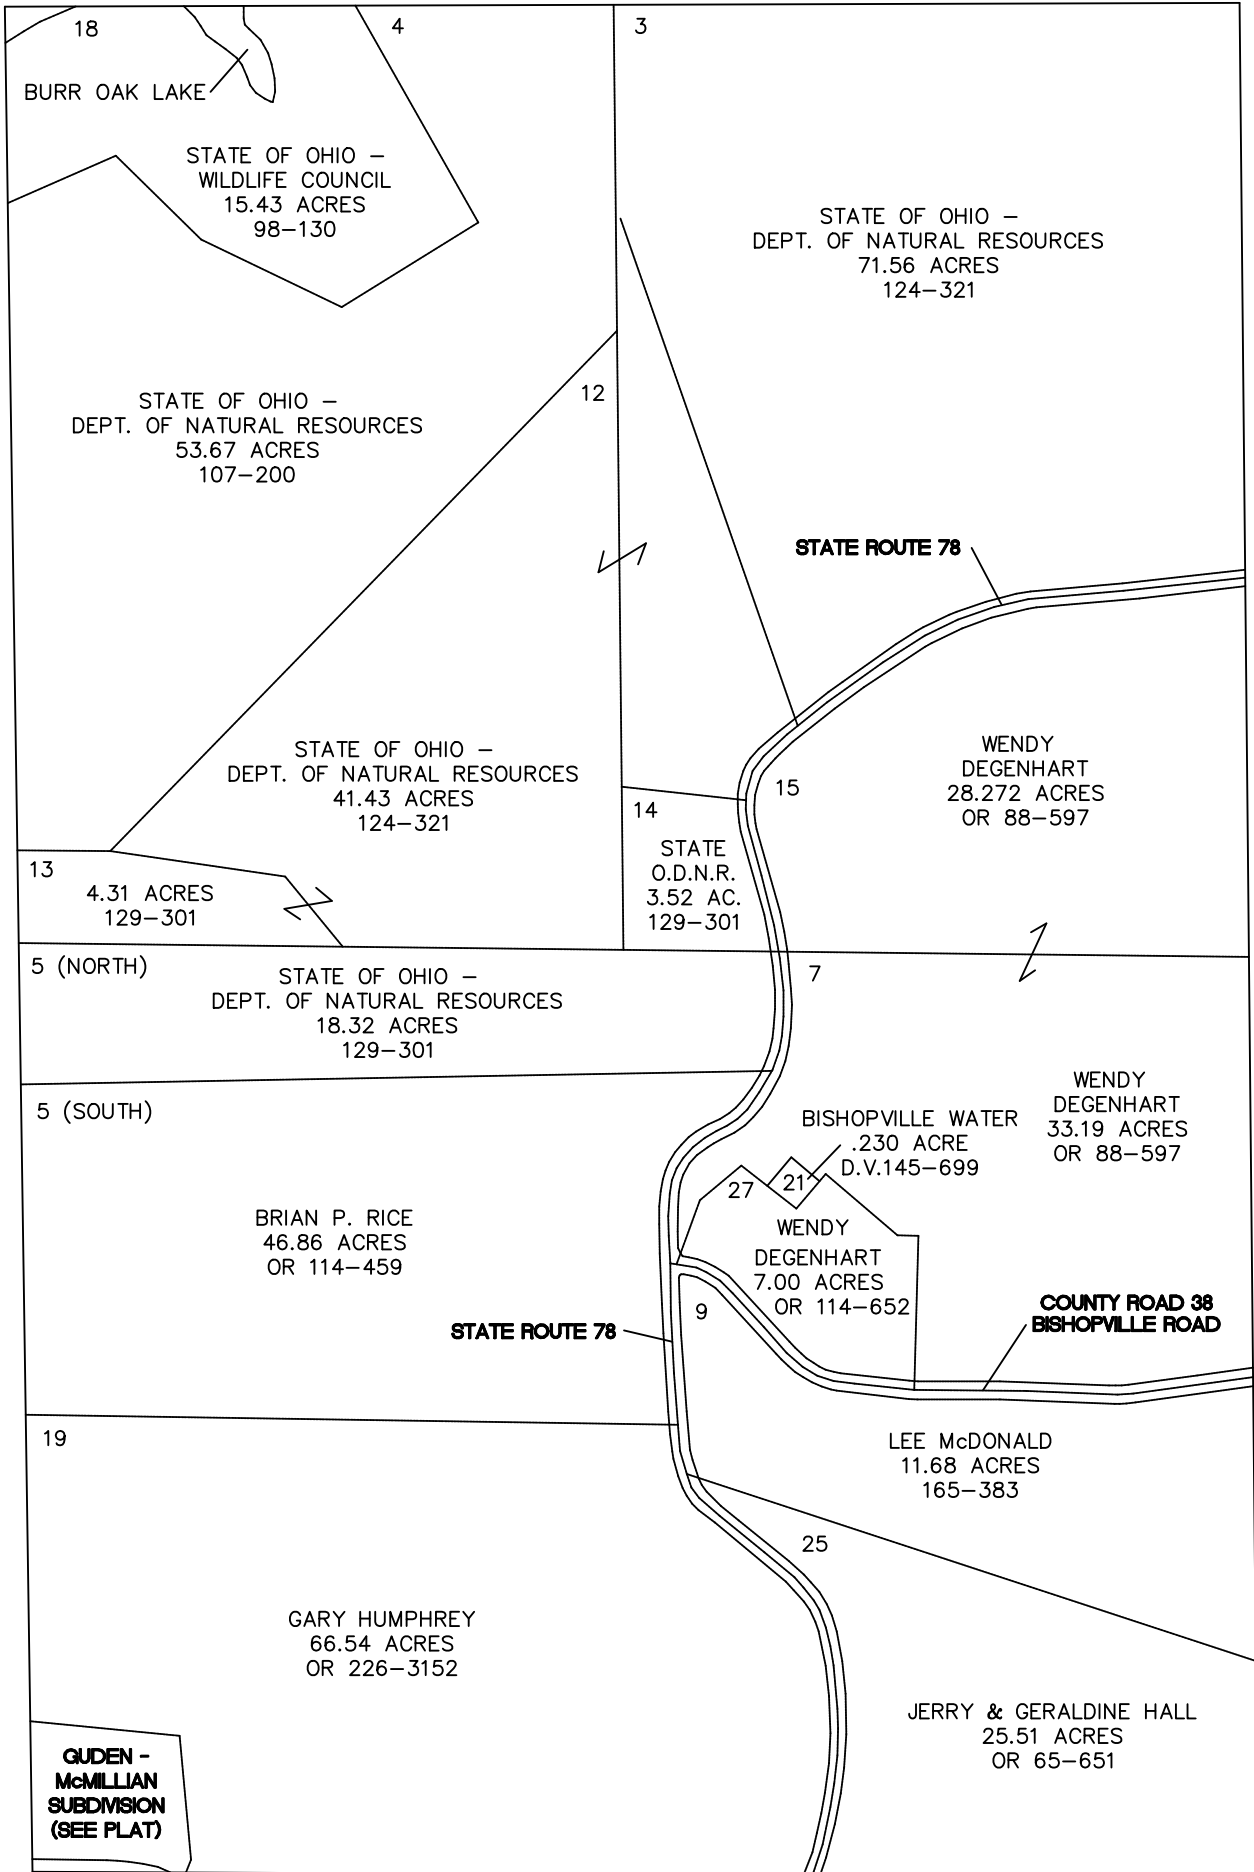 18
4
3
BURR OAK LAKE
STATE OF OHIO –
WILDLIFE COUNCIL
15.43 ACRES
98–130
STATE OF OHIO –
DEPT. OF NATURAL RESOURCES
71.56 ACRES
124–321
STATE OF OHIO –
DEPT. OF NATURAL RESOURCES
53.67 ACRES
107–200
12
STATE ROUTE 78
STATE OF OHIO –
DEPT. OF NATURAL RESOURCES
41.43 ACRES
124–321
15
WENDY
DEGENHART
28.272 ACRES
OR 88–597
14
STATE
O.D.N.R.
3.52 AC.
129–301
13
4.31 ACRES
129–301
5 (NORTH)
STATE OF OHIO –
DEPT. OF NATURAL RESOURCES
18.32 ACRES
129–301
7
WENDY
DEGENHART
33.19 ACRES
OR 88–597
5 (SOUTH)
BISHOPVILLE WATER
.230 ACRE
D.V.145–699
27
21
BRIAN P. RICE
46.86 ACRES
OR 114–459
WENDY
DEGENHART
7.00 ACRES
OR 114–652
9
COUNTY ROAD 38
BISHOPVILLE ROAD
STATE ROUTE 78
19
LEE McDONALD
11.68 ACRES
165–383
25
GARY HUMPHREY
66.54 ACRES
OR 226–3152
JERRY & GERALDINE HALL
25.51 ACRES
OR 65–651
GUDEN -
McMILLIAN
SUBDIVISION
(SEE PLAT)